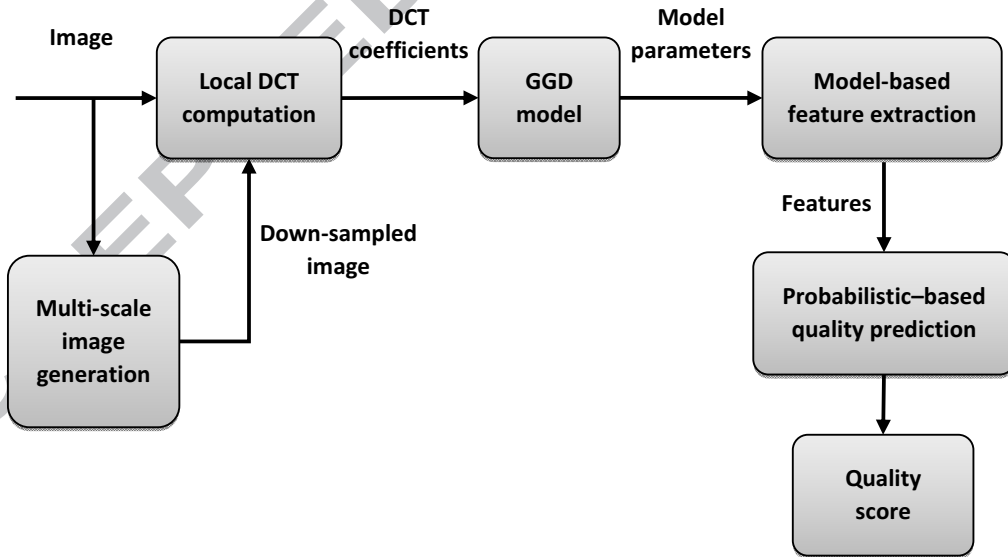 Image
Local DCT
computation
DCT
coefficients
GGD
model
Model
parameters
Model-based
feature extraction
Features
Down-sampled
image
Multi-scale
image
generation
Probabilistic–based
quality prediction
Quality
score